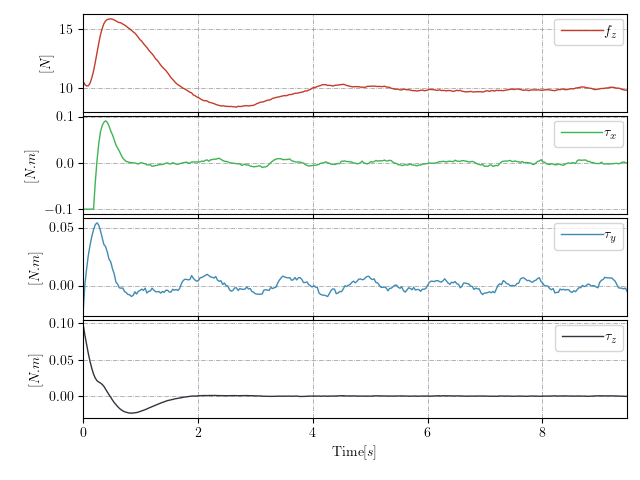 15
10
[N]
f_z
0.1
0.0
−0.1
[N.m]
τ_x
0.05
0.00
[N.m]
τ_y
0.10
0.05
0.00
[N.m]
τ_z
0 2 4 6 8
Time[s]